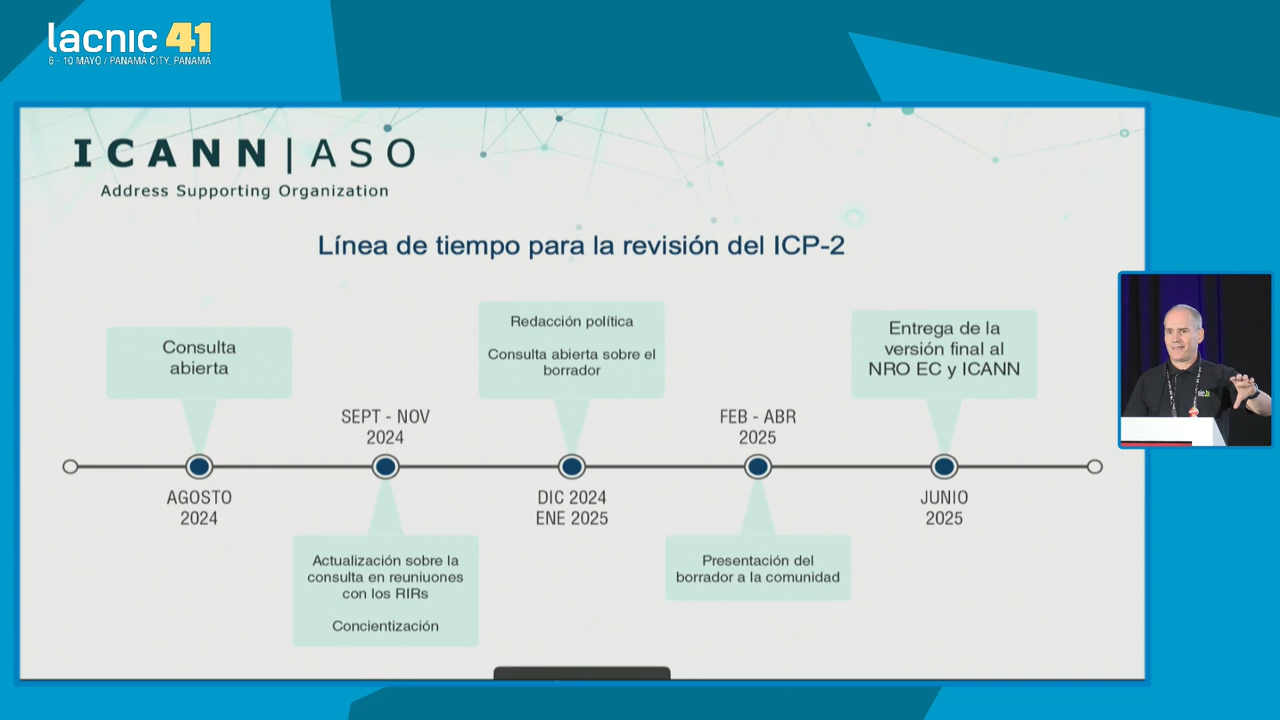 lacnic 41
6 - 10 MAYO / PANAMÁ CITY, PANAMÁ
ICANN|ASO
Address Supporting Organization
Línea de tiempo para la revisión del ICP-2
Consulta
abierta
AGOSTO
2024
SEPT - NOV
2024
Actualización sobre la
consulta en reuniuones
con los RIRs
Concientización
Redacción política
Consulta abierta sobre el
borrador
DIC 2024
ENE 2025
FEB - ABR
2025
Presentación del
borrador a la comunidad
Entrega de la
versión final al
NRO EC y ICANN
JUNIO
2025